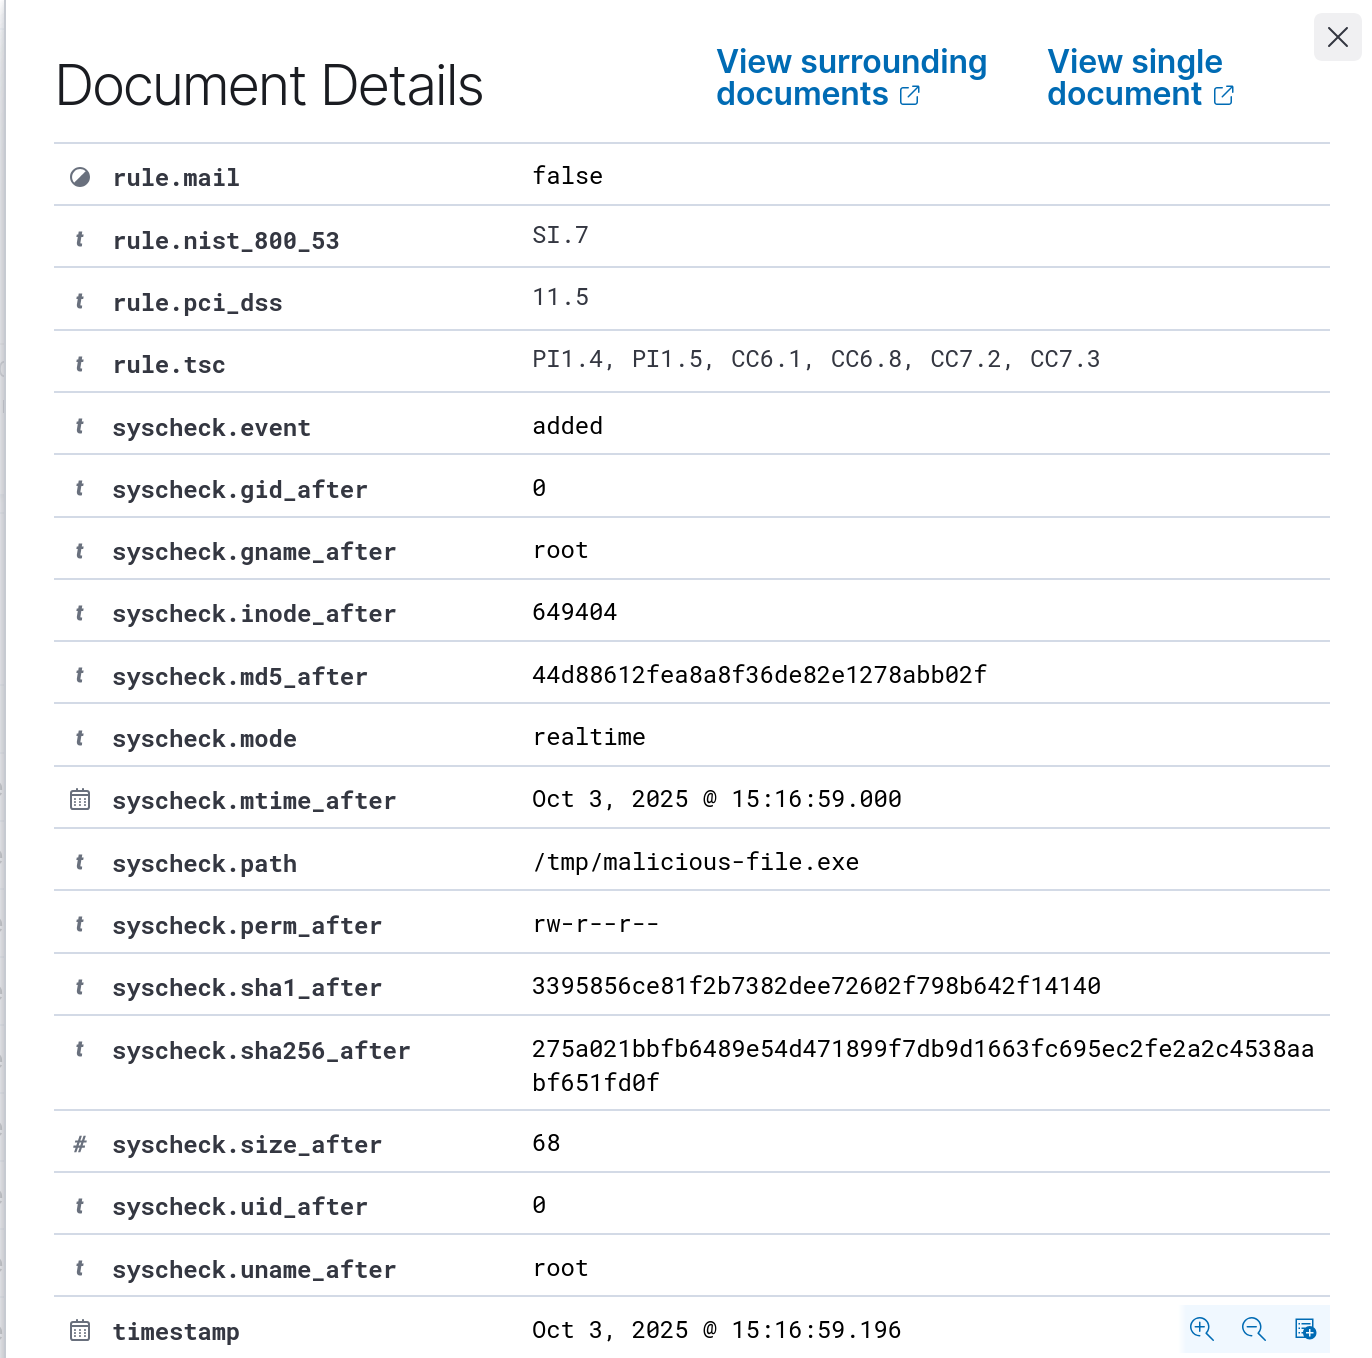 Document Details
View surrounding documents
View single document
rule.mail false
t rule.nist_800_53 SI.7
t rule.pci_dss 11.5
t rule.tsc PI1.4, PI1.5, CC6.1, CC6.8, CC7.2, CC7.3
t syscheck.event added
t syscheck.gid_after 0
t syscheck.gname_after root
t syscheck.inode_after 649404
t syscheck.md5_after 44d88612fea8a8f36de82e1278abb02f
t syscheck.mode realtime
syscheck.mtime_after Oct 3, 2025 @ 15:16:59.000
t syscheck.path /tmp/malicious-file.exe
t syscheck.perm_after rw-r--r--
t syscheck.sha1_after 3395856ce81f2b7382dee72602f798b642f14140
t syscheck.sha256_after 275a021bbfb6489e54d471899f7db9d1663fc695ec2fe2a2c4538aa
bf651fd0f
# syscheck.size_after 68
t syscheck.uid_after 0
t syscheck.uname_after root
timestamp Oct 3, 2025 @ 15:16:59.196